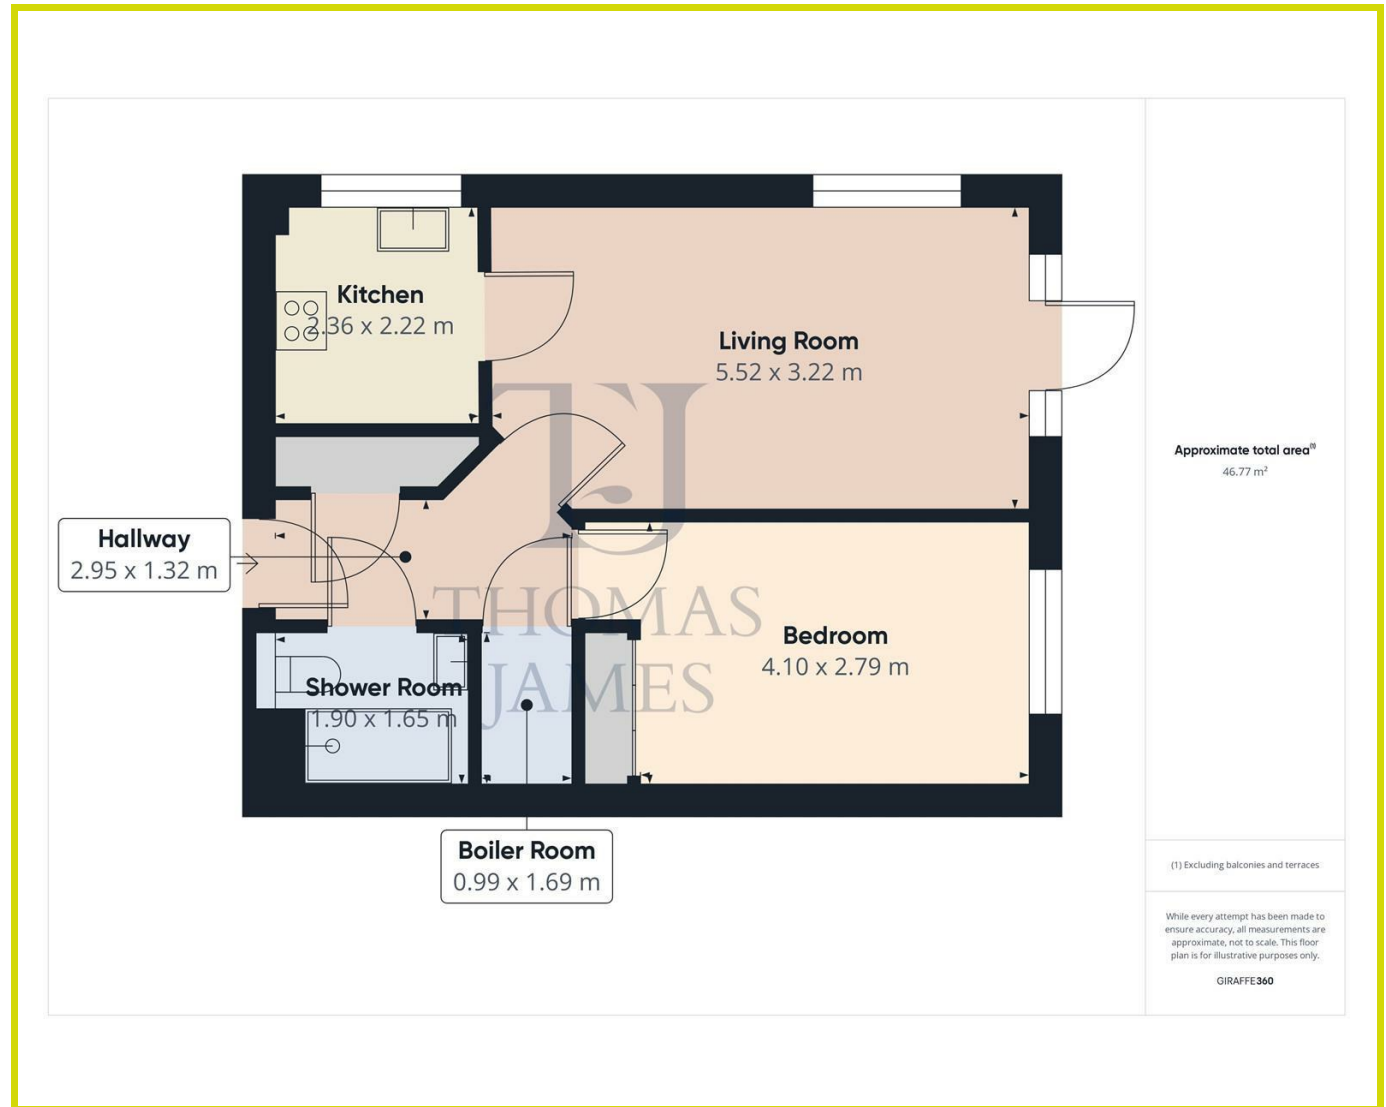 Kitchen
2.36 x 2.22 m
Living Room
5.52 x 3.22 m
Hallway
2.95 x 1.32 m
Bedroom
4.10 x 2.79 m
Shower Room
1.90 x 1.65 m
Boiler Room
0.99 x 1.69 m
TJ
THOMAS
JAMES
Approximate total area(1)
46.77 m²
(1) Excluding balconies and terraces
While every attempt has been made to
ensure accuracy, all measurements are
approximate, not to scale. This floor
plan is for illustrative purposes only.
GIRAFFE360